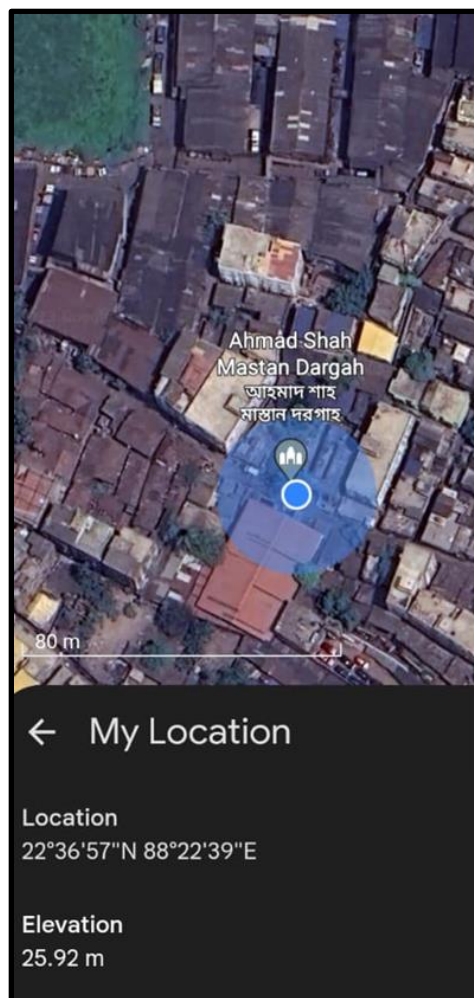 Ahmad Shah
Mastan Dargah
আহমাদ শাহ
মাস্তান দরগাহ
80 m
My Location
Location
22°36'57"N 88°22'39"E
Elevation
25.92 m